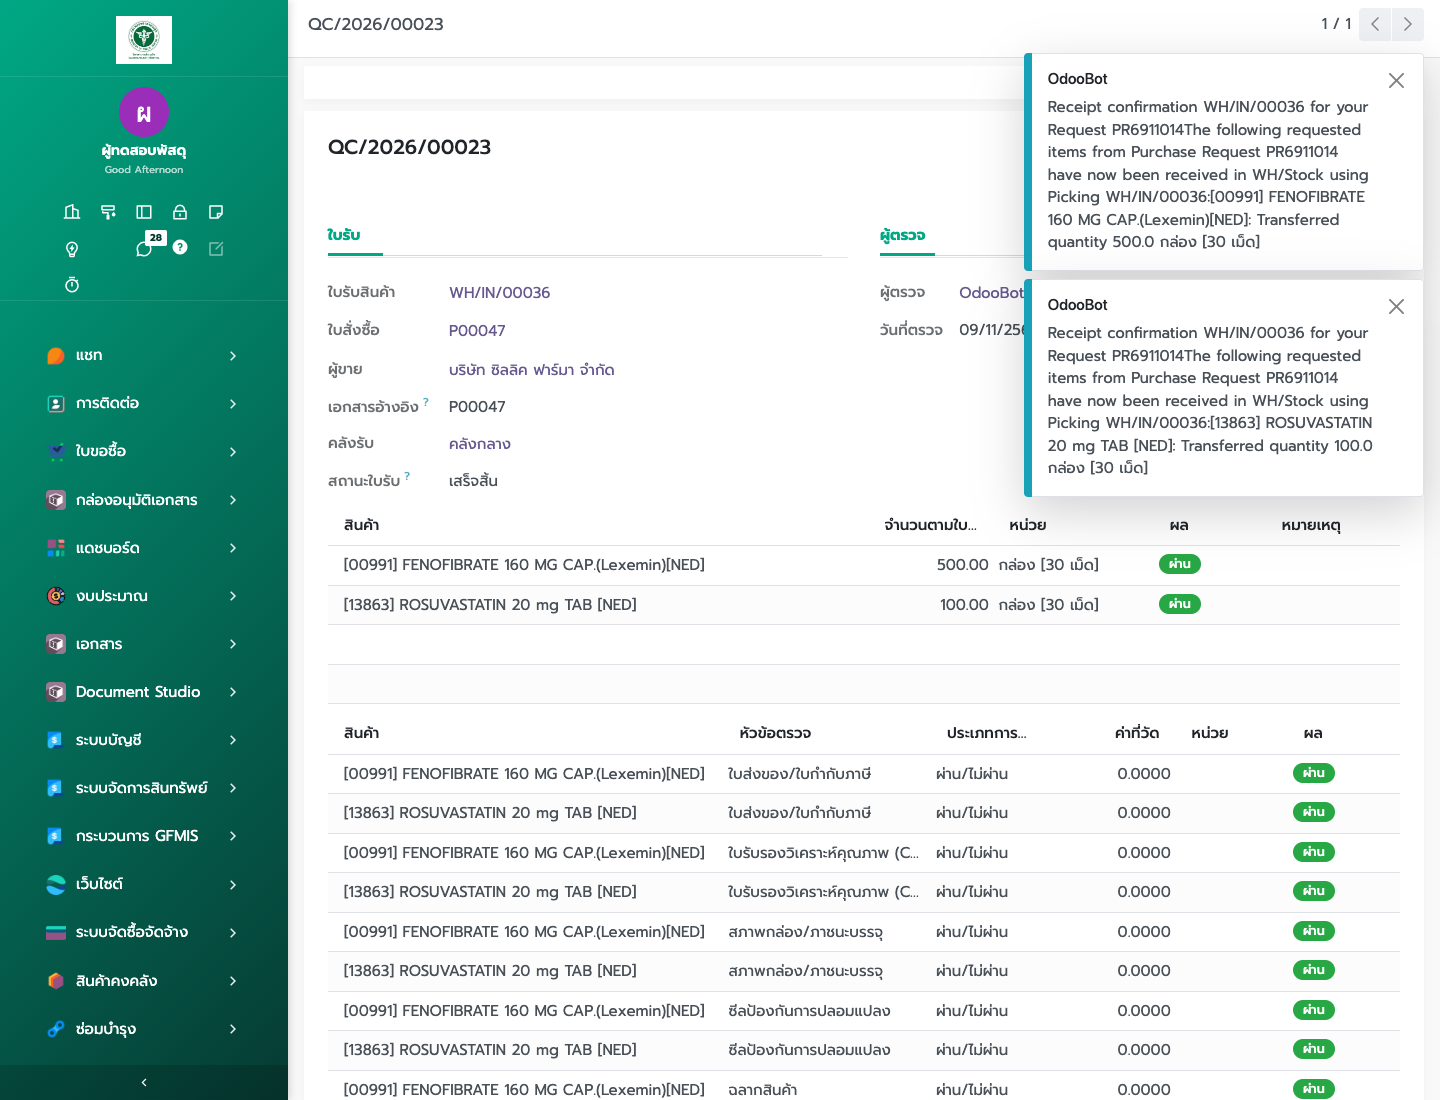 QC/2026/00023
1 / 1
ผ
ผู้ทดสอบพัสดุ
Good Afternoon
28
แชท
การติดต่อ
ใบขอซื้อ
กล่องอนุมัติเอกสาร
แดชบอร์ด
งบประมาณ
เอกสาร
Document Studio
ระบบบัญชี
ระบบจัดการสินทรัพย์
กระบวนการ GFMIS
เว็บไซต์
ระบบจัดซื้อจัดจ้าง
สินค้าคงคลัง
ซ่อมบำรุง
OdooBot
Receipt confirmation WH/IN/00036 for your
Request PR6911014The following requested
items from Purchase Request PR6911014
have now been received in WH/Stock using
Picking WH/IN/00036:[00991] FENOFIBRATE
160 MG CAP.(Lexemin)[NED]: Transferred
quantity 500.0 กล่อง [30 เม็ด]
OdooBot
Receipt confirmation WH/IN/00036 for your
Request PR6911014The following requested
items from Purchase Request PR6911014
have now been received in WH/Stock using
Picking WH/IN/00036:[13863] ROSUVASTATIN
20 mg TAB [NED]: Transferred quantity 100.0
กล่อง [30 เม็ด]
QC/2026/00023
ใบรับ
ใบรับสินค้า WH/IN/00036
ใบสั่งซื้อ P00047
ผู้ขาย บริษัท ซิลลิค ฟาร์มา จำกัด
เอกสารอ้างอิง ? P00047
คลังรับ คลังกลาง
สถานะใบรับ ? เสร็จสิ้น
ผู้ตรวจ
ผู้ตรวจ OdooBot
วันที่ตรวจ 09/11/256
สินค้า จำนวนตามใบ... หน่วย ผล หมายเหตุ
[00991] FENOFIBRATE 160 MG CAP.(Lexemin)[NED] 500.00 กล่อง [30 เม็ด] ผ่าน
[13863] ROSUVASTATIN 20 mg TAB [NED] 100.00 กล่อง [30 เม็ด] ผ่าน
สินค้า หัวข้อตรวจ ประเภทการ... ค่าที่วัด หน่วย ผล
[00991] FENOFIBRATE 160 MG CAP.(Lexemin)[NED] ใบส่งของ/ใบกำกับภาษี ผ่าน/ไม่ผ่าน 0.0000 ผ่าน
[13863] ROSUVASTATIN 20 mg TAB [NED] ใบส่งของ/ใบกำกับภาษี ผ่าน/ไม่ผ่าน 0.0000 ผ่าน
[00991] FENOFIBRATE 160 MG CAP.(Lexemin)[NED] ใบรับรองวิเคราะห์คุณภาพ (C... ผ่าน/ไม่ผ่าน 0.0000 ผ่าน
[13863] ROSUVASTATIN 20 mg TAB [NED] ใบรับรองวิเคราะห์คุณภาพ (C... ผ่าน/ไม่ผ่าน 0.0000 ผ่าน
[00991] FENOFIBRATE 160 MG CAP.(Lexemin)[NED] สภาพกล่อง/ภาชนะบรรจุ ผ่าน/ไม่ผ่าน 0.0000 ผ่าน
[13863] ROSUVASTATIN 20 mg TAB [NED] สภาพกล่อง/ภาชนะบรรจุ ผ่าน/ไม่ผ่าน 0.0000 ผ่าน
[00991] FENOFIBRATE 160 MG CAP.(Lexemin)[NED] ซีลป้องกันการปลอมแปลง ผ่าน/ไม่ผ่าน 0.0000 ผ่าน
[13863] ROSUVASTATIN 20 mg TAB [NED] ซีลป้องกันการปลอมแปลง ผ่าน/ไม่ผ่าน 0.0000 ผ่าน
[00991] FENOFIBRATE 160 MG CAP.(Lexemin)[NED] ฉลากสินค้า ผ่าน/ไม่ผ่าน 0.0000 ผ่าน